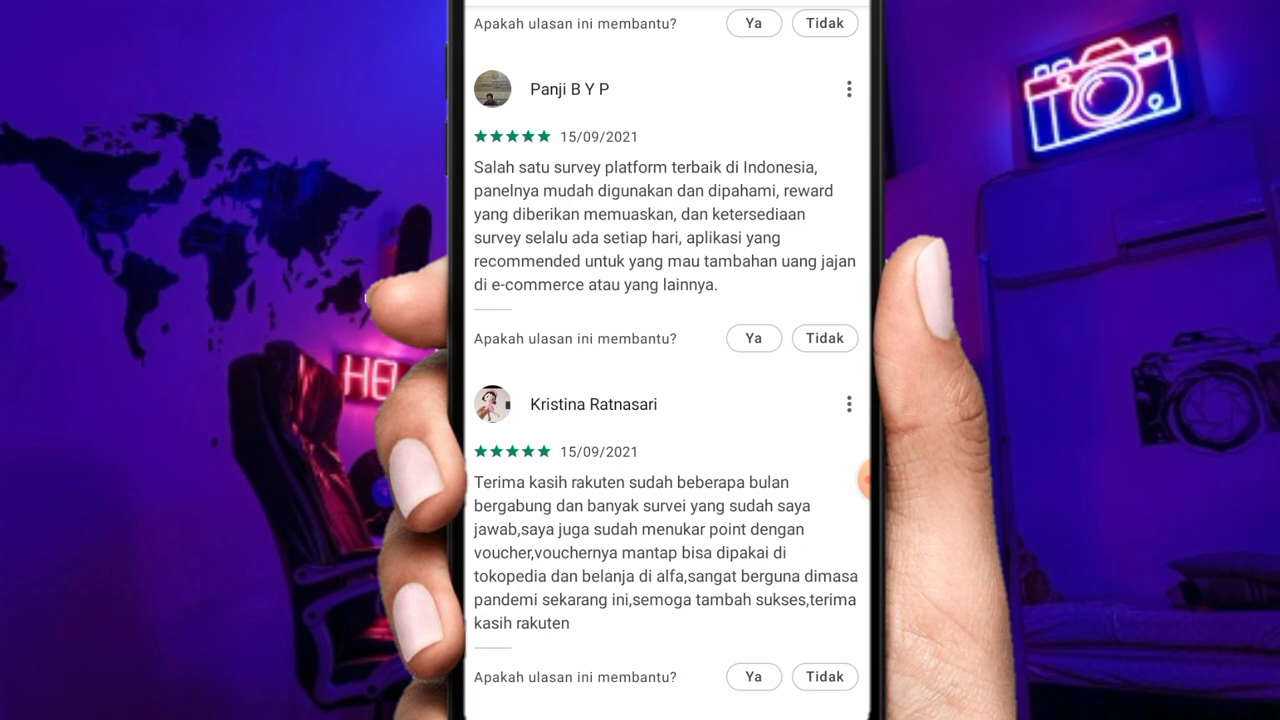 Apakah ulasan ini membantu?
Ya
Tidak
Panji B Y P
15/09/2021
Salah satu survey platform terbaik di Indonesia,
panelnya mudah digunakan dan dipahami, reward
yang diberikan memuaskan, dan ketersediaan
survey selalu ada setiap hari, aplikasi yang
recommended untuk yang mau tambahan uang jajan
di e-commerce atau yang lainnya.
Apakah ulasan ini membantu?
Ya
Tidak
HO
Kristina Ratnasari
15/09/2021
Terima kasih rakuten sudah beberapa bulan
bergabung dan banyak survei yang sudah saya
jawab,saya juga sudah menukar point dengan
voucher,vouchernya mantap bisa dipakai di
tokopedia dan belanja di alfa,sangat berguna dimasa
pandemi sekarang ini,semoga tambah sukses,terima
kasih rakuten
Apakah ulasan ini membantu?
Ya
Tidak